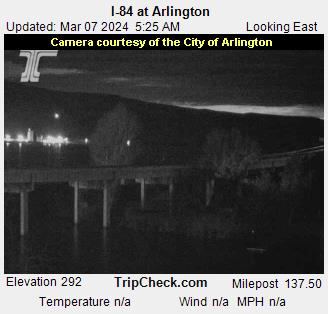 I-84 at Arlington
Updated: Mar 07 2024 5:25 AM Looking East
Camera courtesy of the City of Arlington
Elevation 292 TripCheck.com Milepost 137.50
Temperature n/a Wind n/a MPH n/a